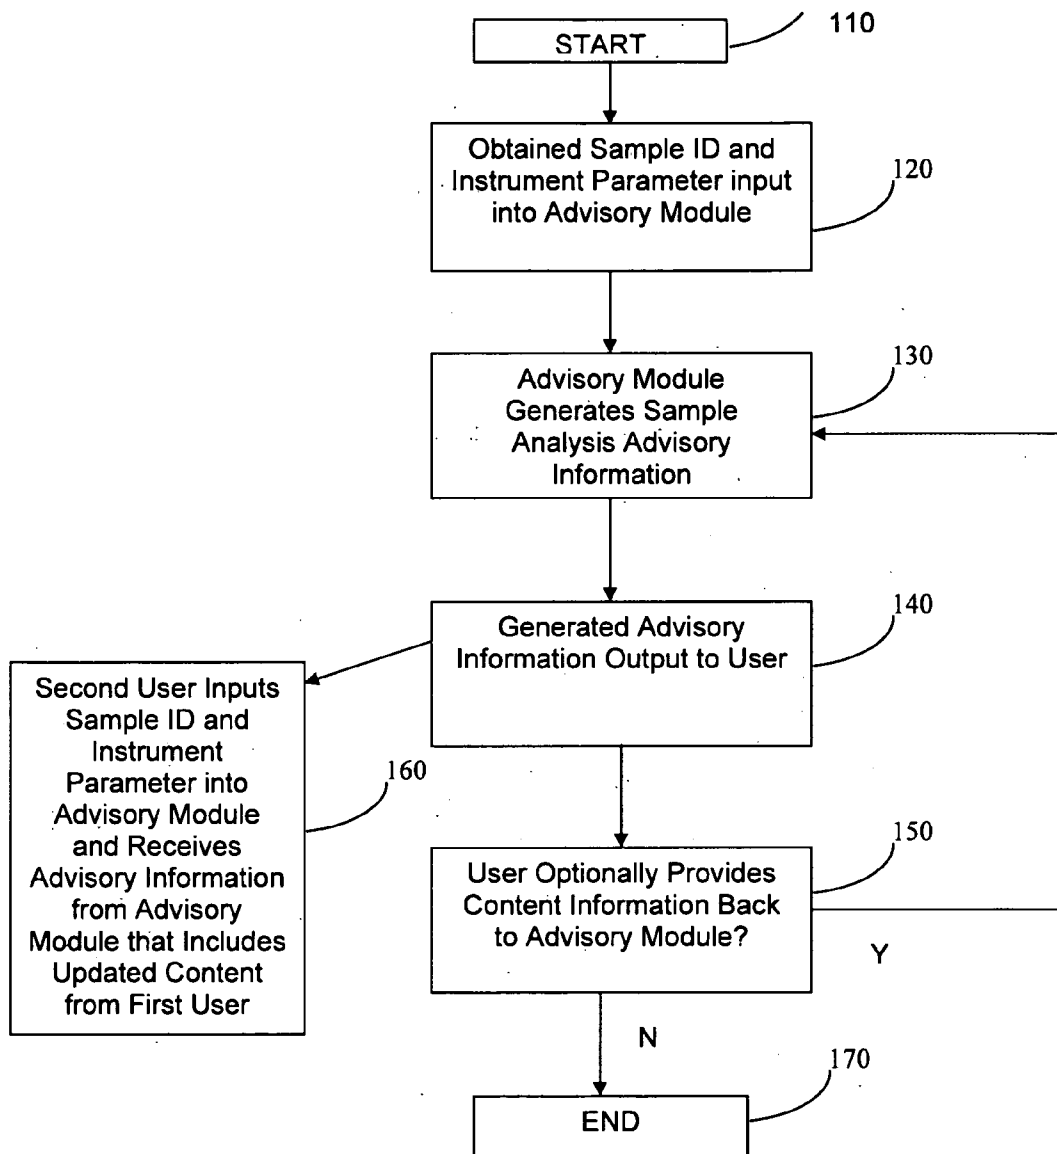 110
START
Obtained Sample ID and
Instrument Parameter input
into Advisory Module
120
130
Advisory Module
Generates Sample
Analysis Advisory
Information
140
Generated Advisory
Information Output to User
Second User Inputs
Sample ID and
Instrument
Parameter into
Advisory Module
and Receives
Advisory Information
from Advisory
Module that Includes
Updated Content
from First User
160
150
User Optionally Provides
Content Information Back
to Advisory Module?
Y
N
170
END